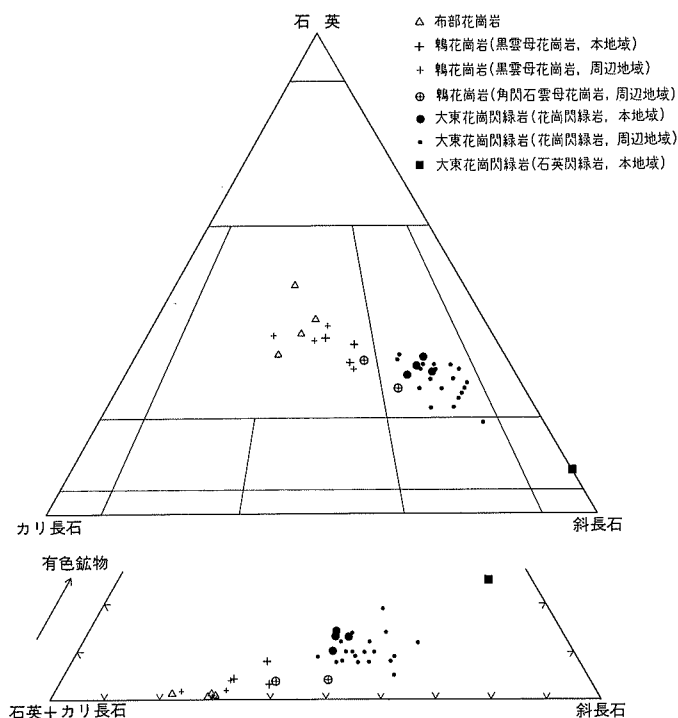 石英
布部花崗岩
鵯花崗岩(黒雲母花崗岩,本地域)
鵯花崗岩(黒雲母花崗岩,周辺地域)
鵯花崗岩(角閃石雲母花崗岩,周辺地域)
大東花崗閃緑岩(花崗閃緑岩,本地域)
大東花崗閃緑岩(花崗閃緑岩,周辺地域)
大東花崗閃緑岩(石英閃緑岩,本地域)
カリ長石
斜長石
有色鉱物
石英+カリ長石
斜長石